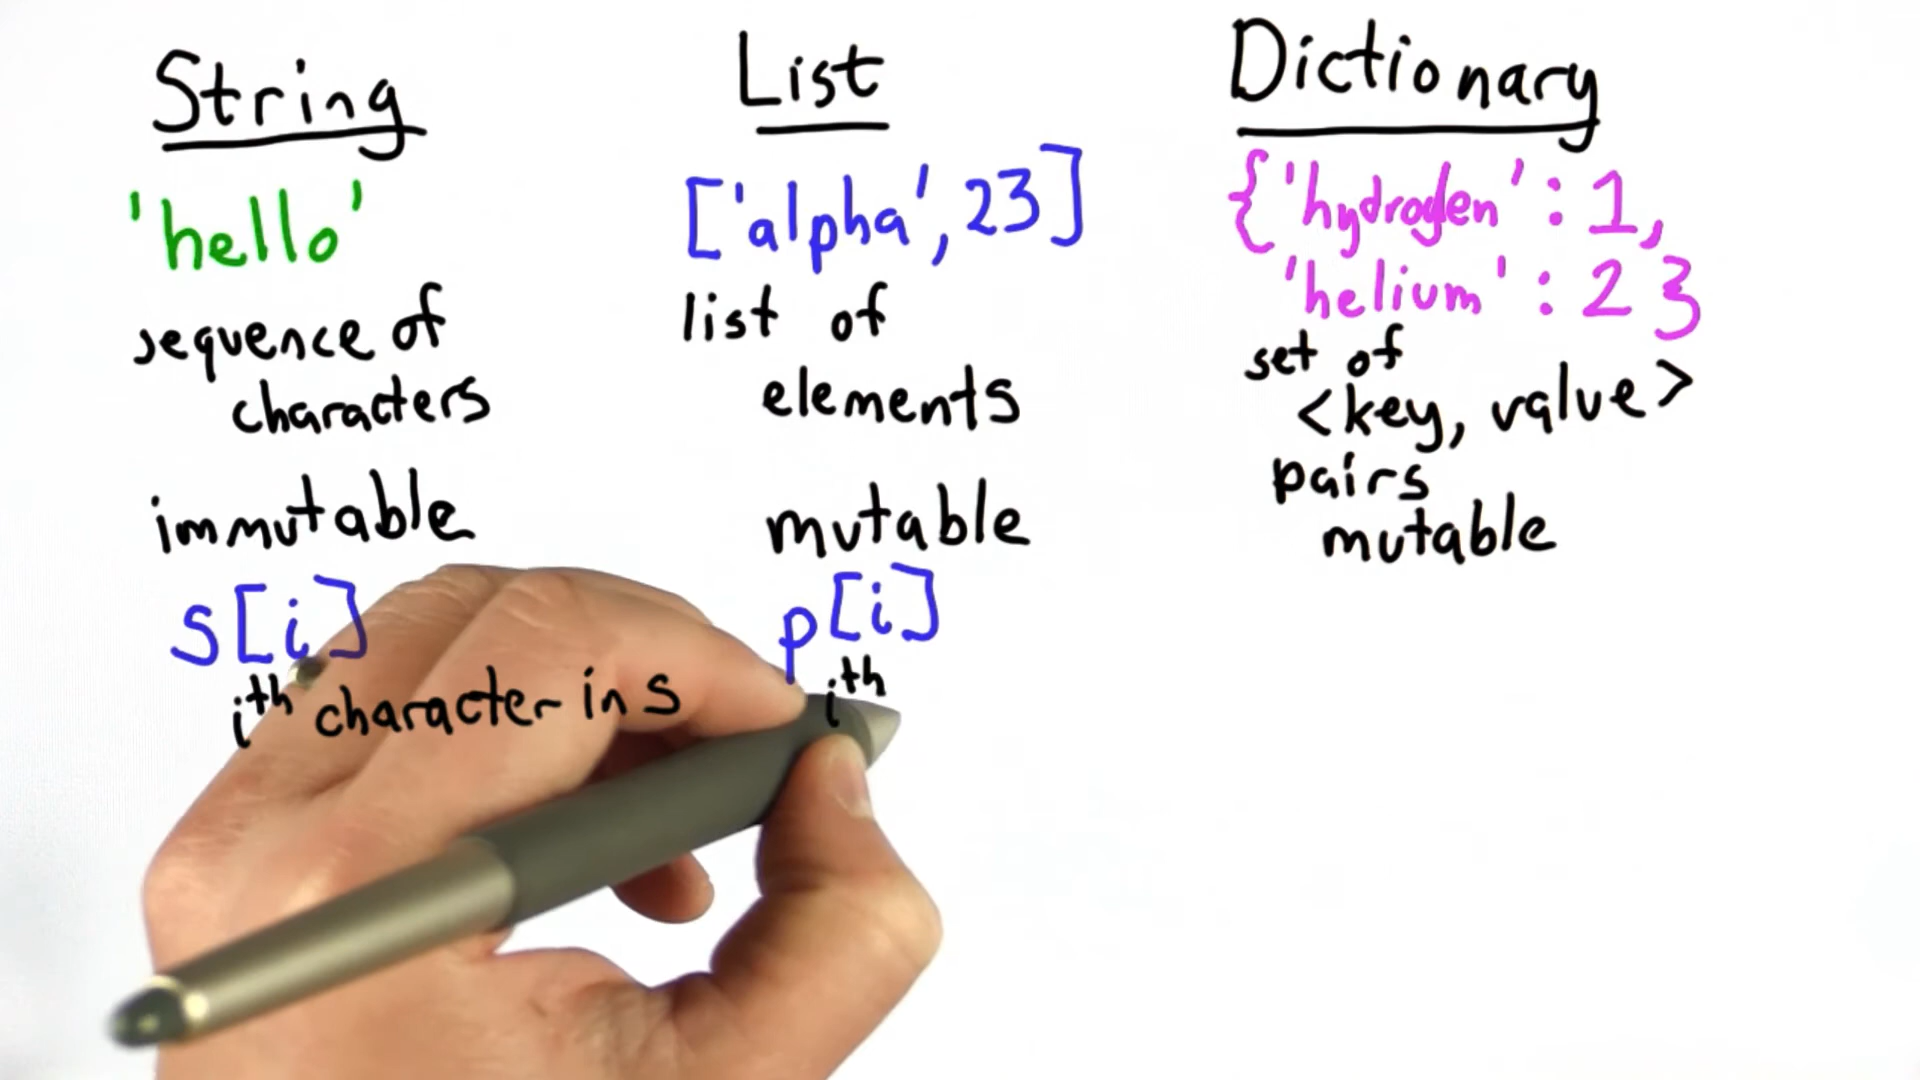 String
'hello'
sequence of
characters
immutable
s[i]
ith character in s
List
['alpha', 23]
list of
elements
mutable
p[i]
ith
Dictionary
{'hydrogen' : 1,
'helium' : 2 }
set of
<key, value>
pairs
mutable